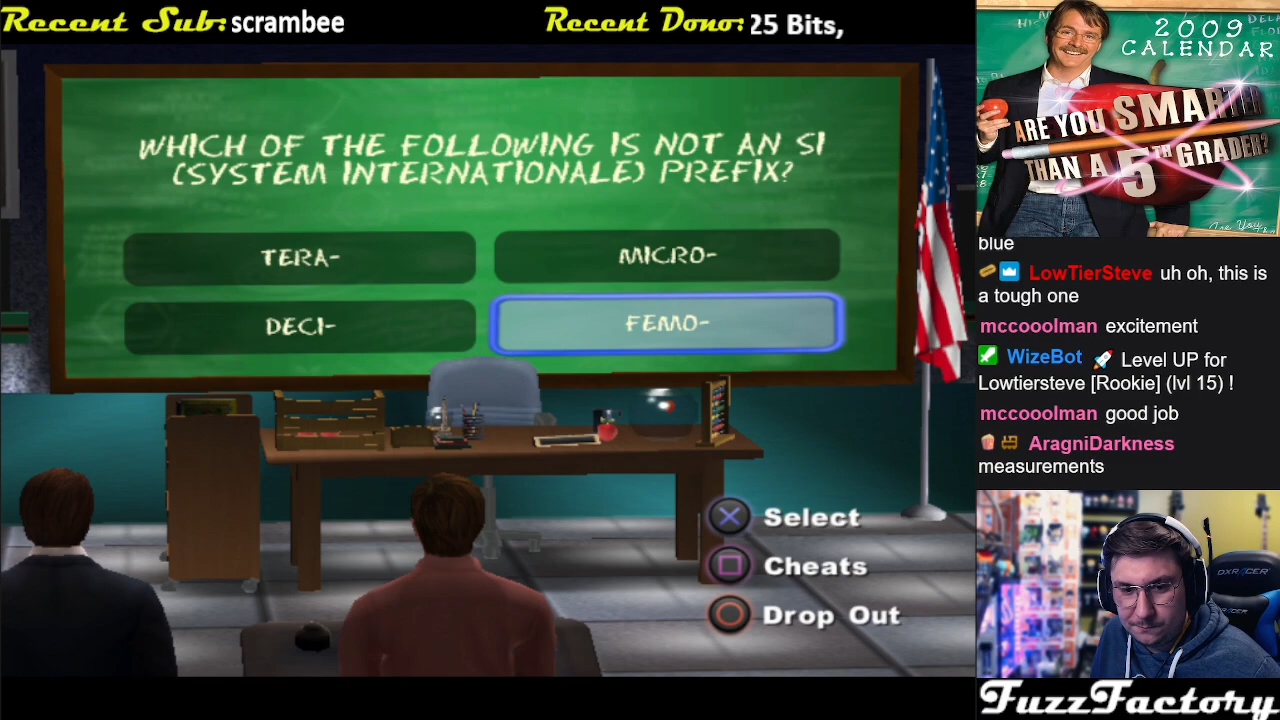 Recent Sub: scrambee
Recent Dono: 25 Bits,
WHICH OF THE FOLLOWING IS NOT AN SI
(SYSTEM INTERNATIONALE) PREFIX?
TERA-
MICRO-
DECI-
FEMO-
Select
Cheats
Drop Out
2009
CALENDAR
ARE YOU SMARTER
THAN A 5TH GRADER?
blue
LowTierSteve uh oh, this is
a tough one
mccooolman excitement
WizeBot Level UP for
Lowtiersteve [Rookie] (lvl 15) !
mccooolman good job
AragniDarkness
measurements
DXRACER
FuzzFactory